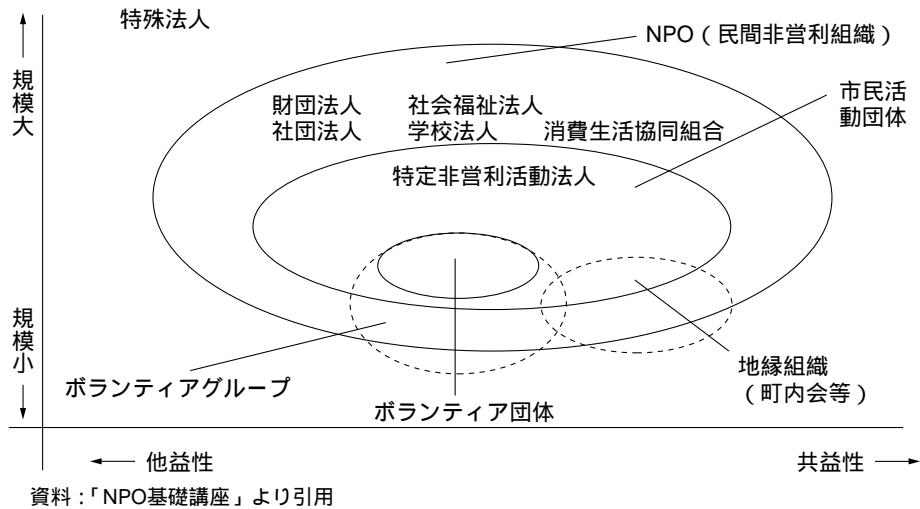 特殊法人
NPO（民間非営利組織）
規模大
財団法人 社会福祉法人
社団法人 学校法人 消費生活協同組合
市民活
動団体
特定非営利活動法人
規模小
ボランティアグループ
ボランティア団体
地縁組織
（町内会等）
他益性
共益性
資料：「NPO基礎講座」より引用